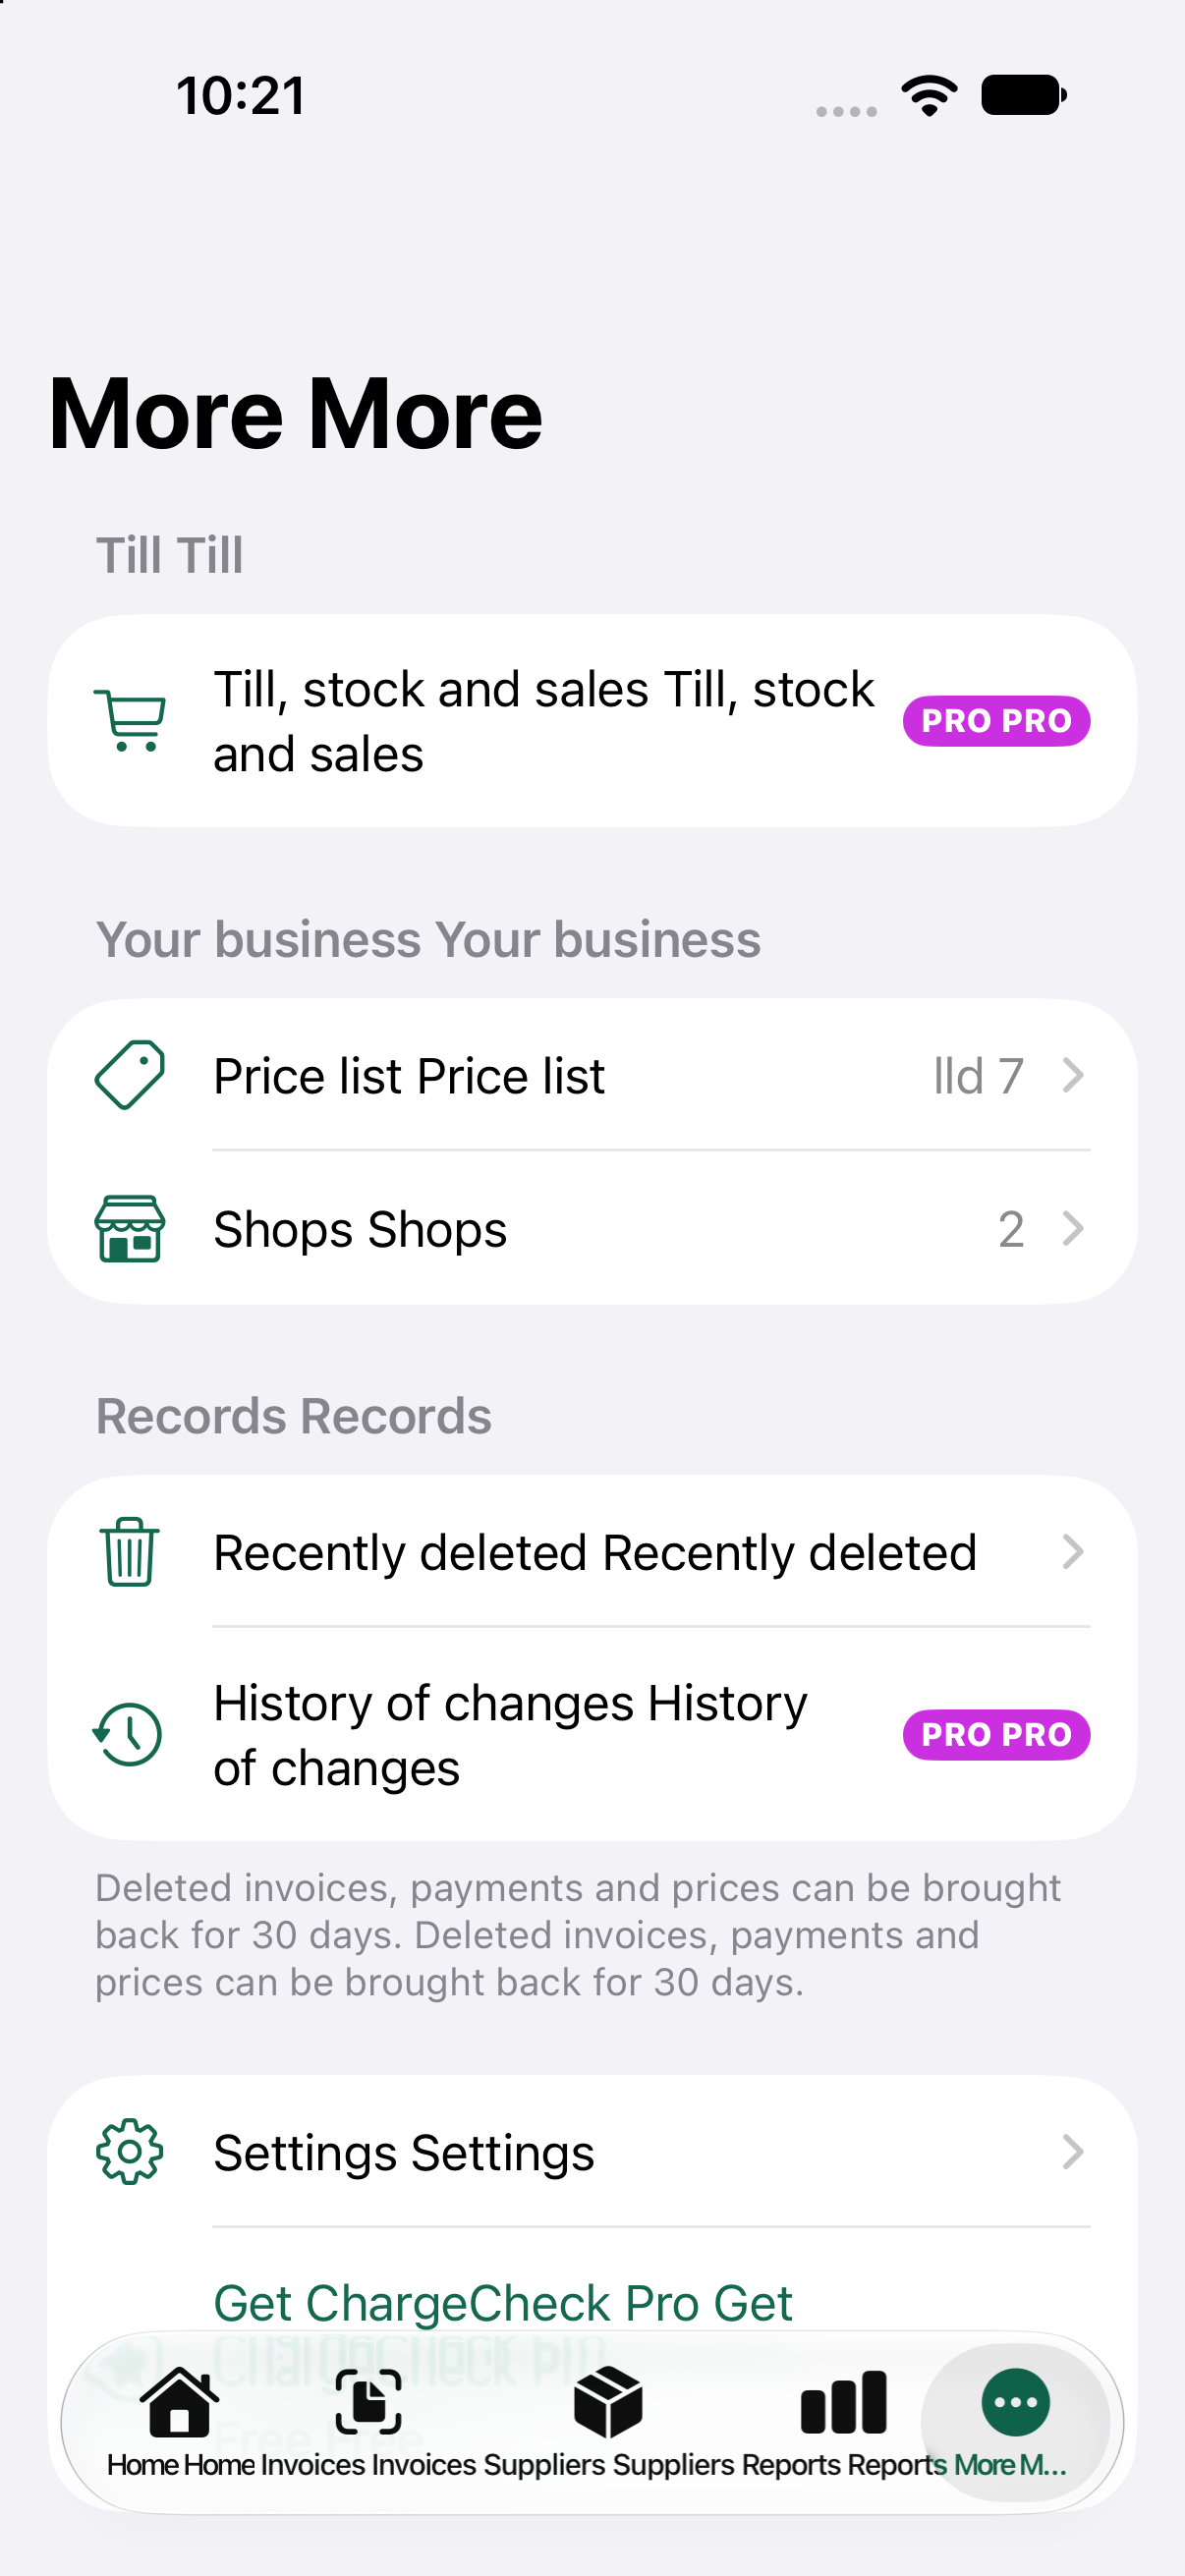 10:21
More More
Till Till
Till, stock and sales Till, stock
and sales
PRO PRO
Your business Your business
Price list Price list
lld 7
Shops Shops
2
Records Records
Recently deleted Recently deleted
History of changes History
of changes
PRO PRO
Deleted invoices, payments and prices can be brought
back for 30 days. Deleted invoices, payments and
prices can be brought back for 30 days.
Settings Settings
Get ChargeCheck Pro Get
ChargeCheck Pro
Free Free
Home Home
Invoices Invoices
Suppliers Suppliers
Reports Reports
More M...